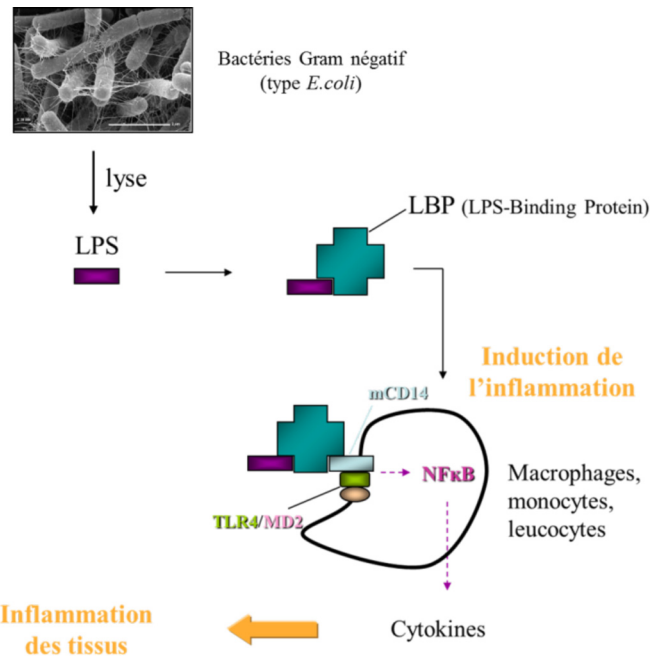 Bactéries Gram négatif
(type E.coli)
lyse
LBP (LPS-Binding Protein)
LPS
Induction de
l'inflammation
mCD14
NFκB
Macrophages,
monocytes,
leucocytes
TLR4/MD2
Inflammation
des tissus
Cytokines